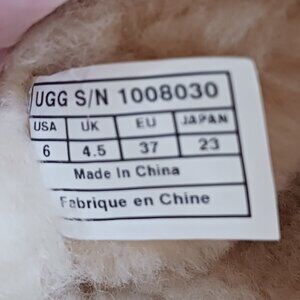 UGG S/N 1008030
USA UK EU JAPAN
6 4.5 37 23
Made In China
Fabrique en Chine